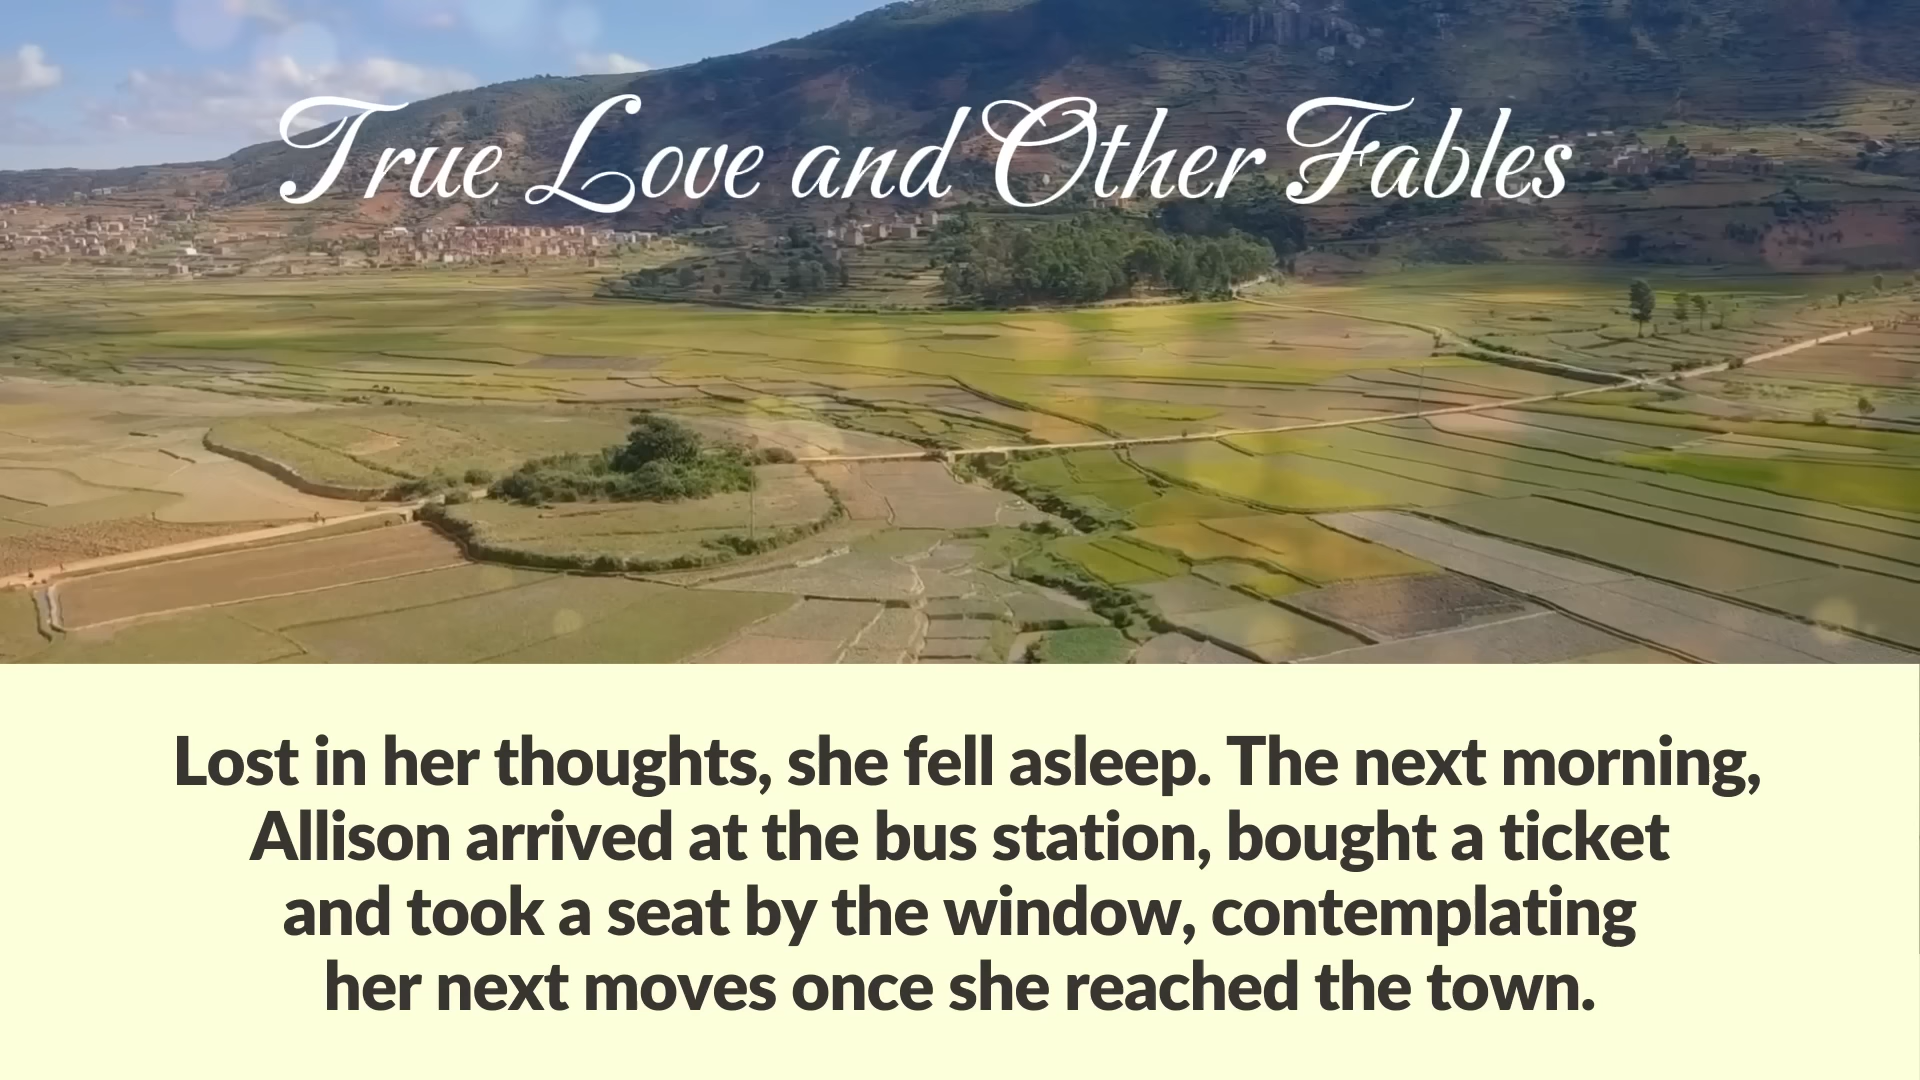 True Love and Other Fables
Lost in her thoughts, she fell asleep. The next morning,
Allison arrived at the bus station, bought a ticket
and took a seat by the window, contemplating
her next moves once she reached the town.